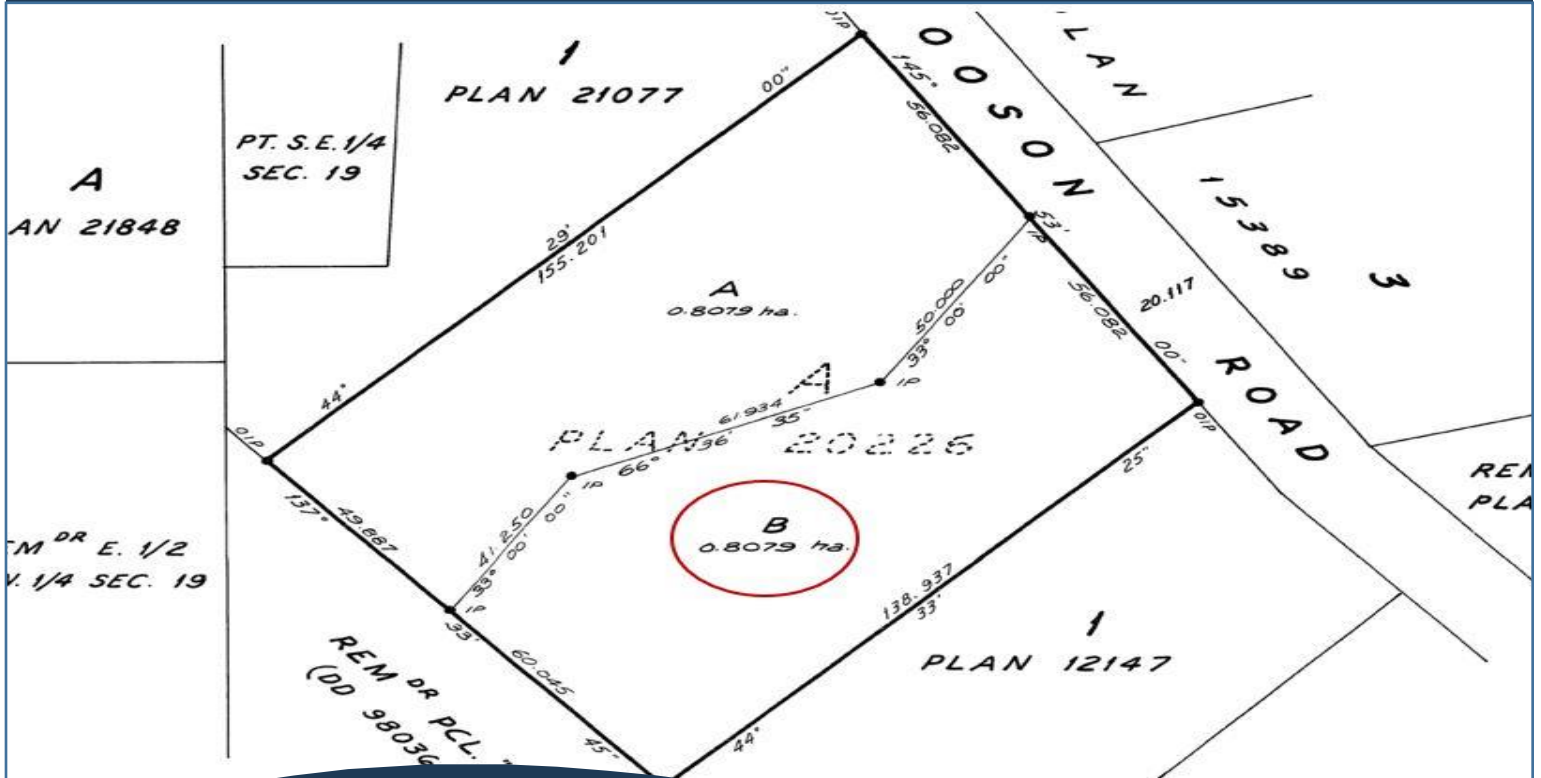 1
PLAN 21077
PT. S.E. 1/4
SEC. 19
A
AN 21848
OIP
OIP
145°
56.082
53'
IP
56.082
00"
OIP
OOSON
ROAD
20.117
LAN
15389
3
00"
29'
155.201
44°
A
0.8079 ha.
50.000
33° 00' 00"
IP
A
PLAN 20226
61.934
66° 36' 35"
IP
41.250
33° 00' 00"
IP
B
0.8079 ha.
25"
138.937
33'
44°
1
PLAN 12147
137°
49.887
33'
60.045
45"
EM DR E. 1/2
1/4 SEC. 19
REM DR PCL.
(DD 98036
REM
PLA